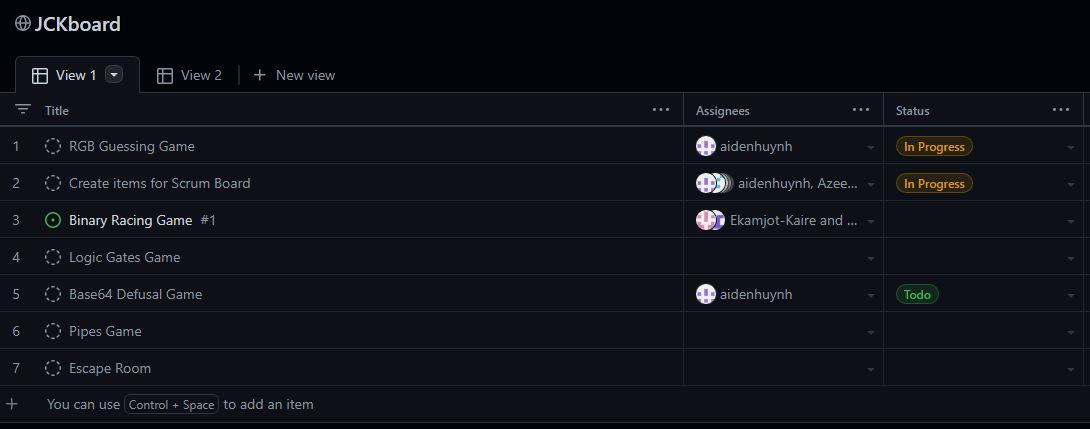 JCKboard
View 1 View 2 New view
Title Assignees Status
1 RGB Guessing Game aidenhuynh In Progress
2 Create items for Scrum Board aidenhuynh, Azee... In Progress
3 Binary Racing Game #1 Ekamjot-Kaire and ...
4 Logic Gates Game
5 Base64 Defusal Game aidenhuynh Todo
6 Pipes Game
7 Escape Room
You can use Control + Space to add an item